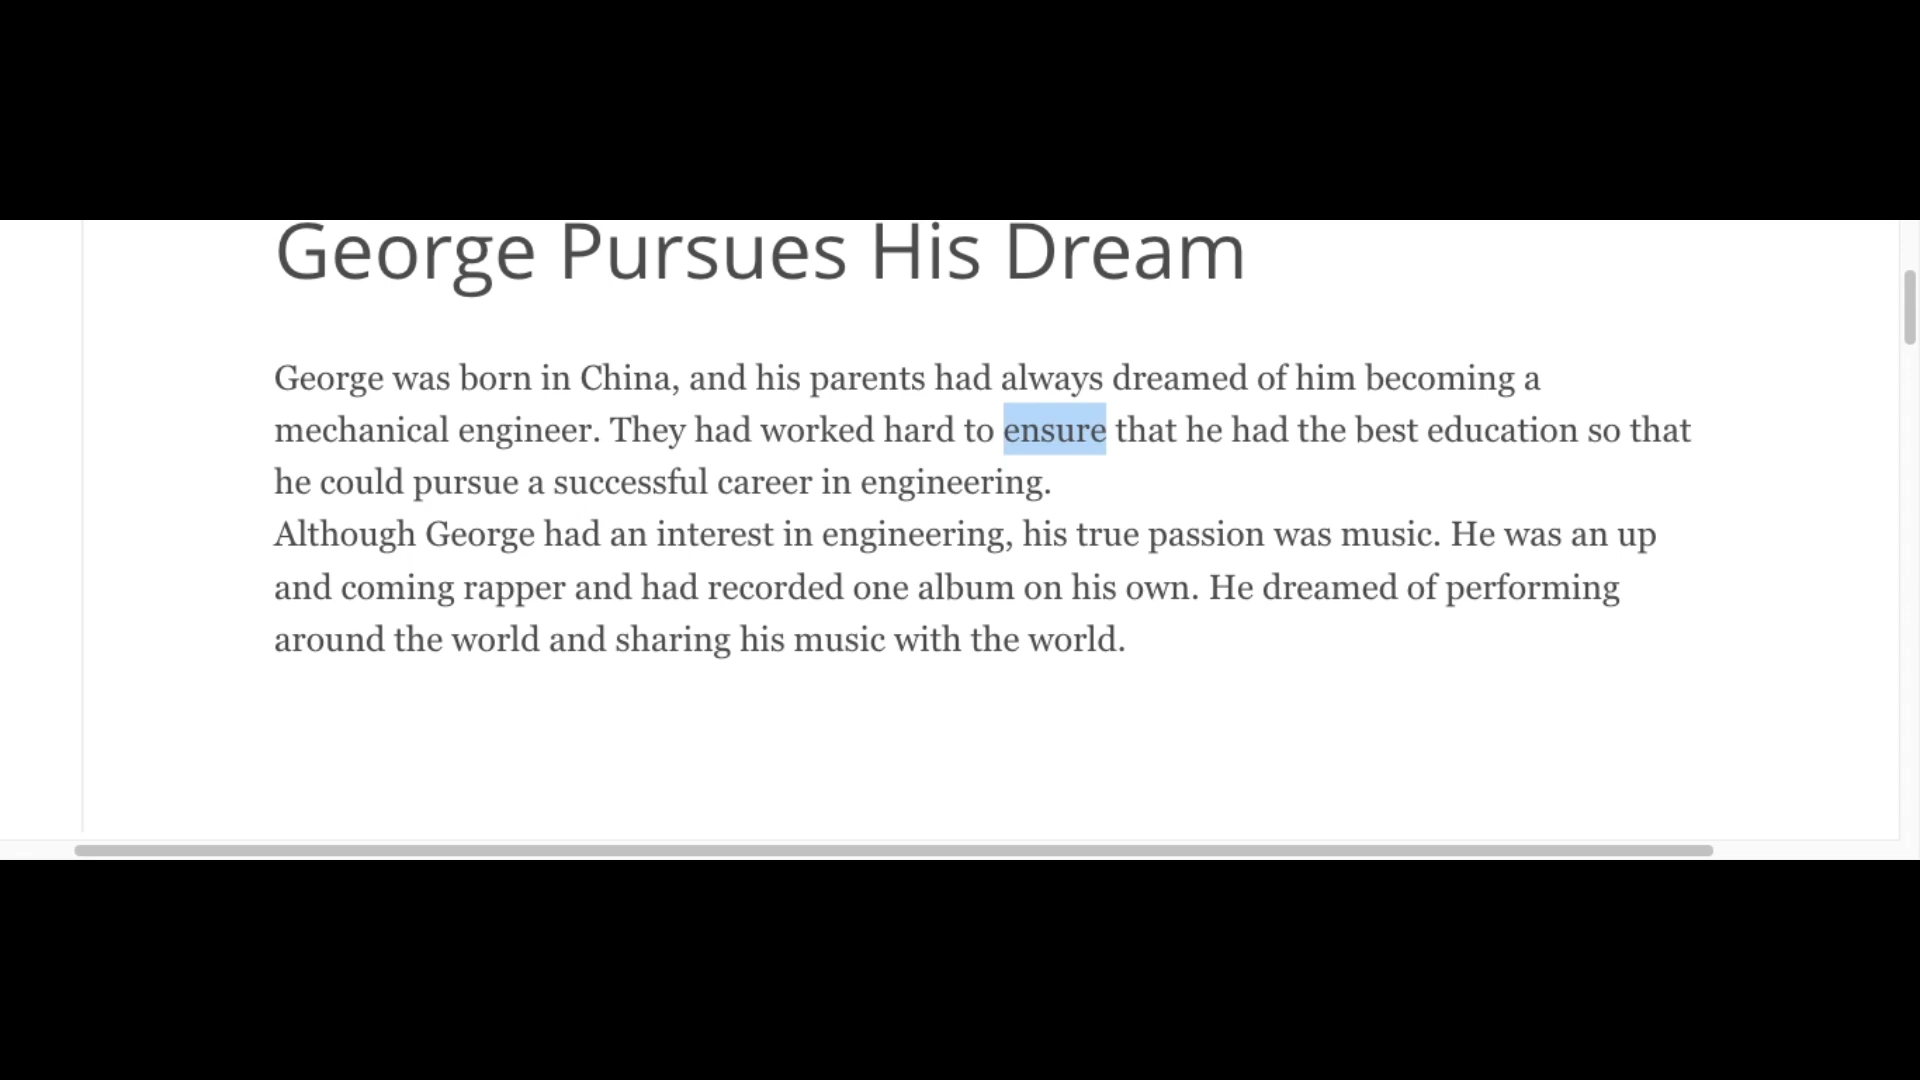 George Pursues His Dream
George was born in China, and his parents had always dreamed of him becoming a
mechanical engineer. They had worked hard to ensure that he had the best education so that
he could pursue a successful career in engineering.
Although George had an interest in engineering, his true passion was music. He was an up
and coming rapper and had recorded one album on his own. He dreamed of performing
around the world and sharing his music with the world.